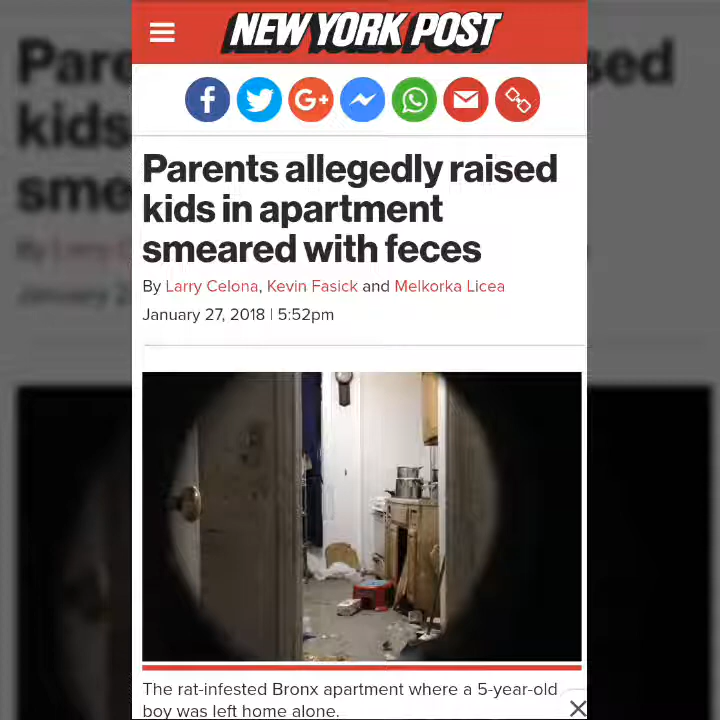 NEW YORK POST
Parents allegedly raised
kids in apartment
smeared with feces
By Larry Celona, Kevin Fasick and Melkorka Licea
January 27, 2018 | 5:52pm
The rat-infested Bronx apartment where a 5-year-old
boy was left home alone.